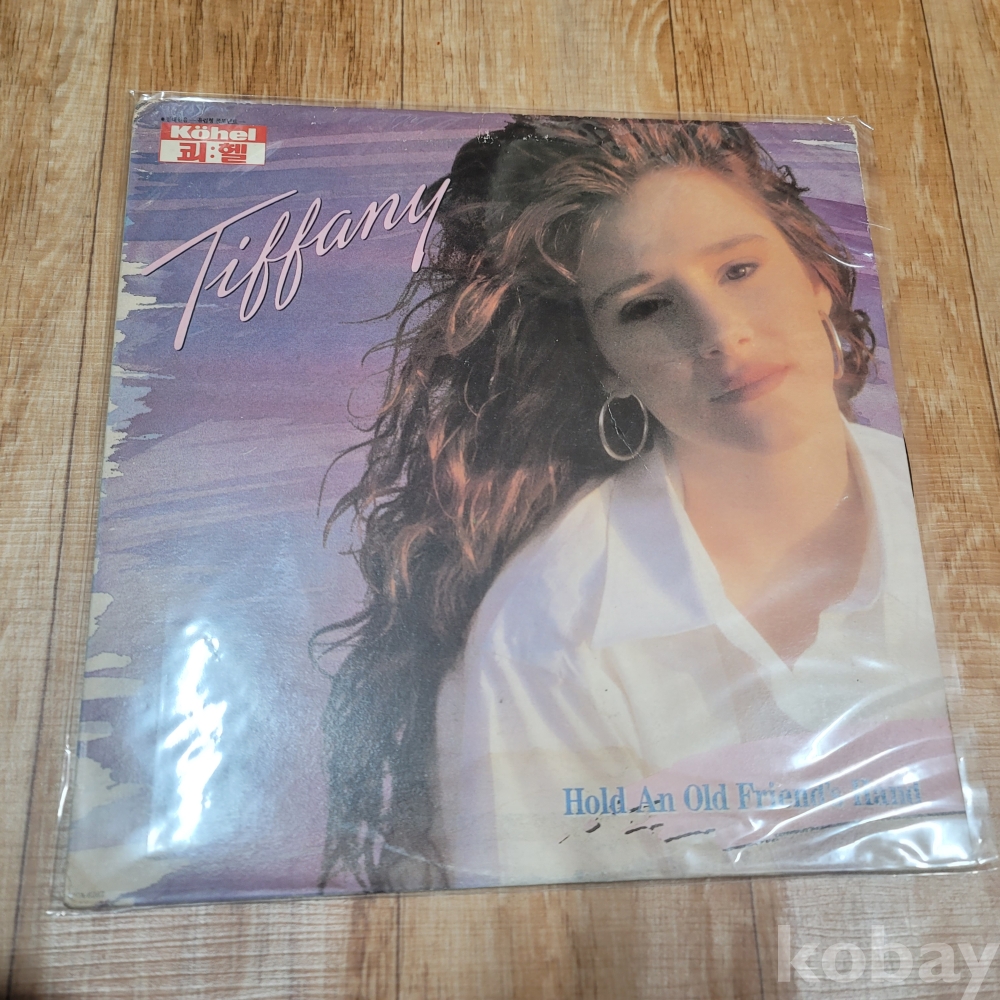 Köhel
쾨:헬
Tiffany
Hold An Old Friend's Hand
kobay